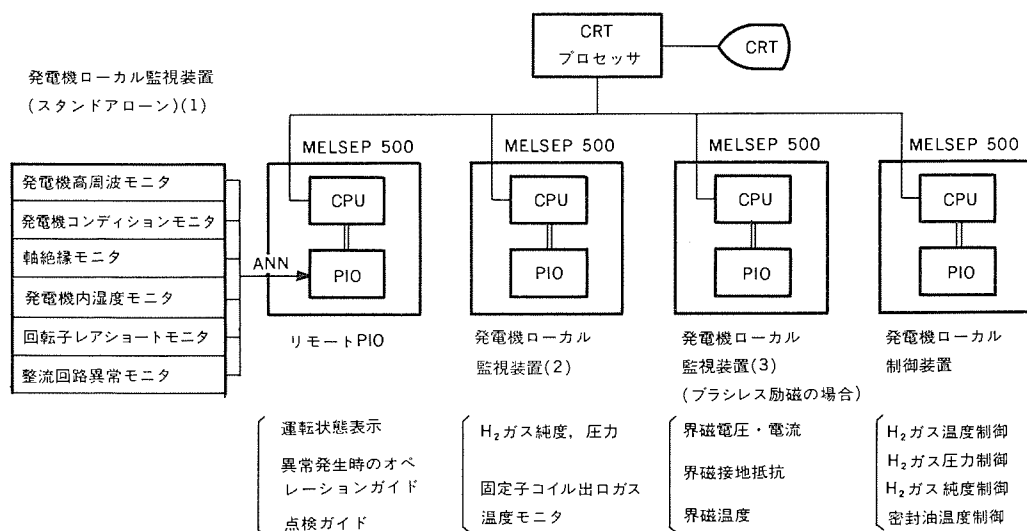 CRT
プロセッサ
CRT
発電機ローカル監視装置
(スタンドアローン)(1)
MELSEP 500
MELSEP 500
MELSEP 500
MELSEP 500
発電機高周波モニタ
発電機コンディションモニタ
軸絶縁モニタ
発電機内湿度モニタ
回転子レアショートモニタ
整流回路異常モニタ
ANN
CPU
PIO
CPU
PIO
CPU
PIO
CPU
PIO
リモートPIO
発電機ローカル
監視装置(2)
発電機ローカル
監視装置(3)
(ブラシレス励磁の場合)
発電機ローカル
制御装置
運転状態表示
異常発生時のオペ
レーションガイド
点検ガイド
H₂ガス純度，圧力
固定子コイル出口ガス
温度モニタ
界磁電圧・電流
界磁接地抵抗
界磁温度
H₂ガス温度制御
H₂ガス圧力制御
H₂ガス純度制御
密封油温度制御